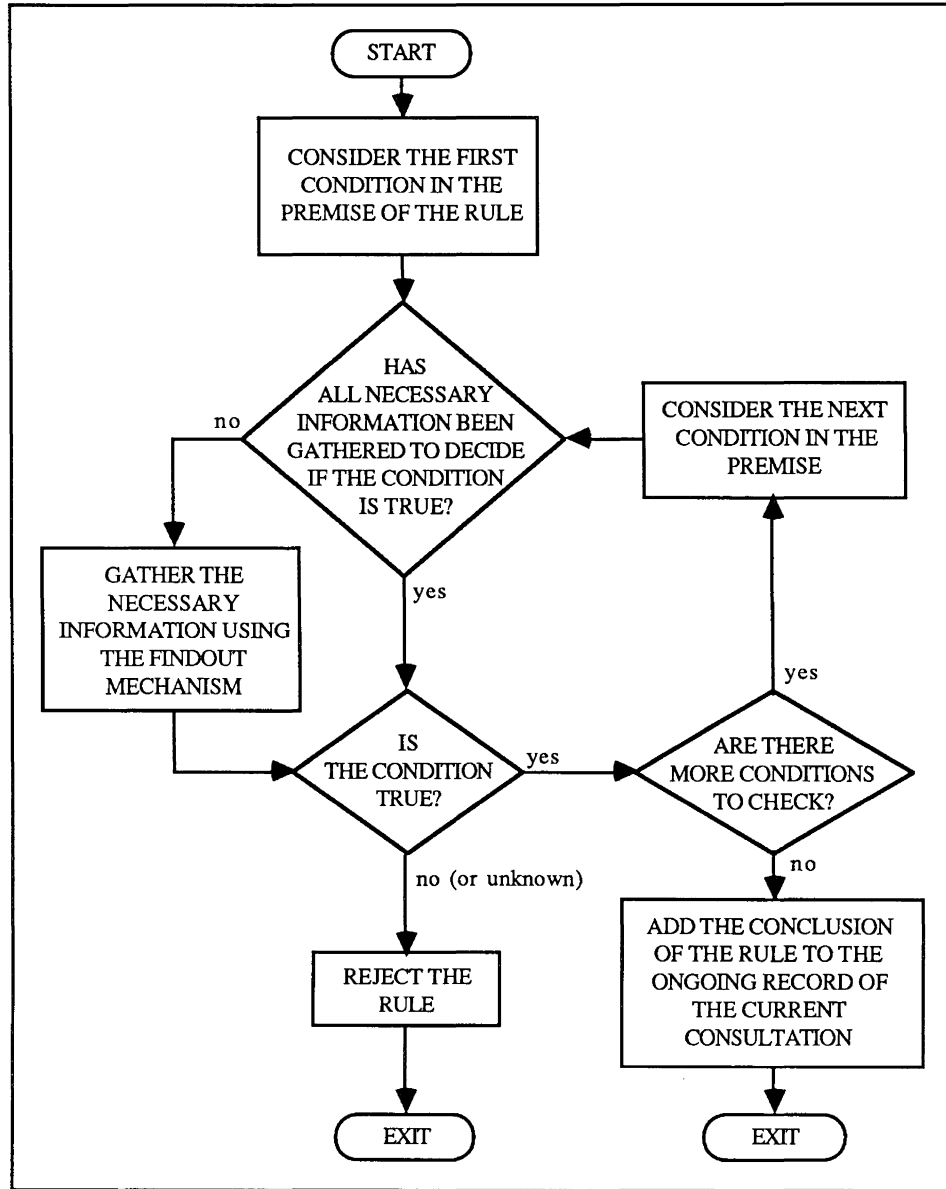 START
CONSIDER THE FIRST
CONDITION IN THE
PREMISE OF THE RULE
HAS
ALL NECESSARY
INFORMATION BEEN
GATHERED TO DECIDE
IF THE CONDITION
IS TRUE?
no
yes
CONSIDER THE NEXT
CONDITION IN THE
PREMISE
GATHER THE
NECESSARY
INFORMATION USING
THE FINDOUT
MECHANISM
IS
THE CONDITION
TRUE?
yes
no (or unknown)
ARE THERE
MORE CONDITIONS
TO CHECK?
yes
no
REJECT THE
RULE
EXIT
ADD THE CONCLUSION
OF THE RULE TO THE
ONGOING RECORD OF
THE CURRENT
CONSULTATION
EXIT